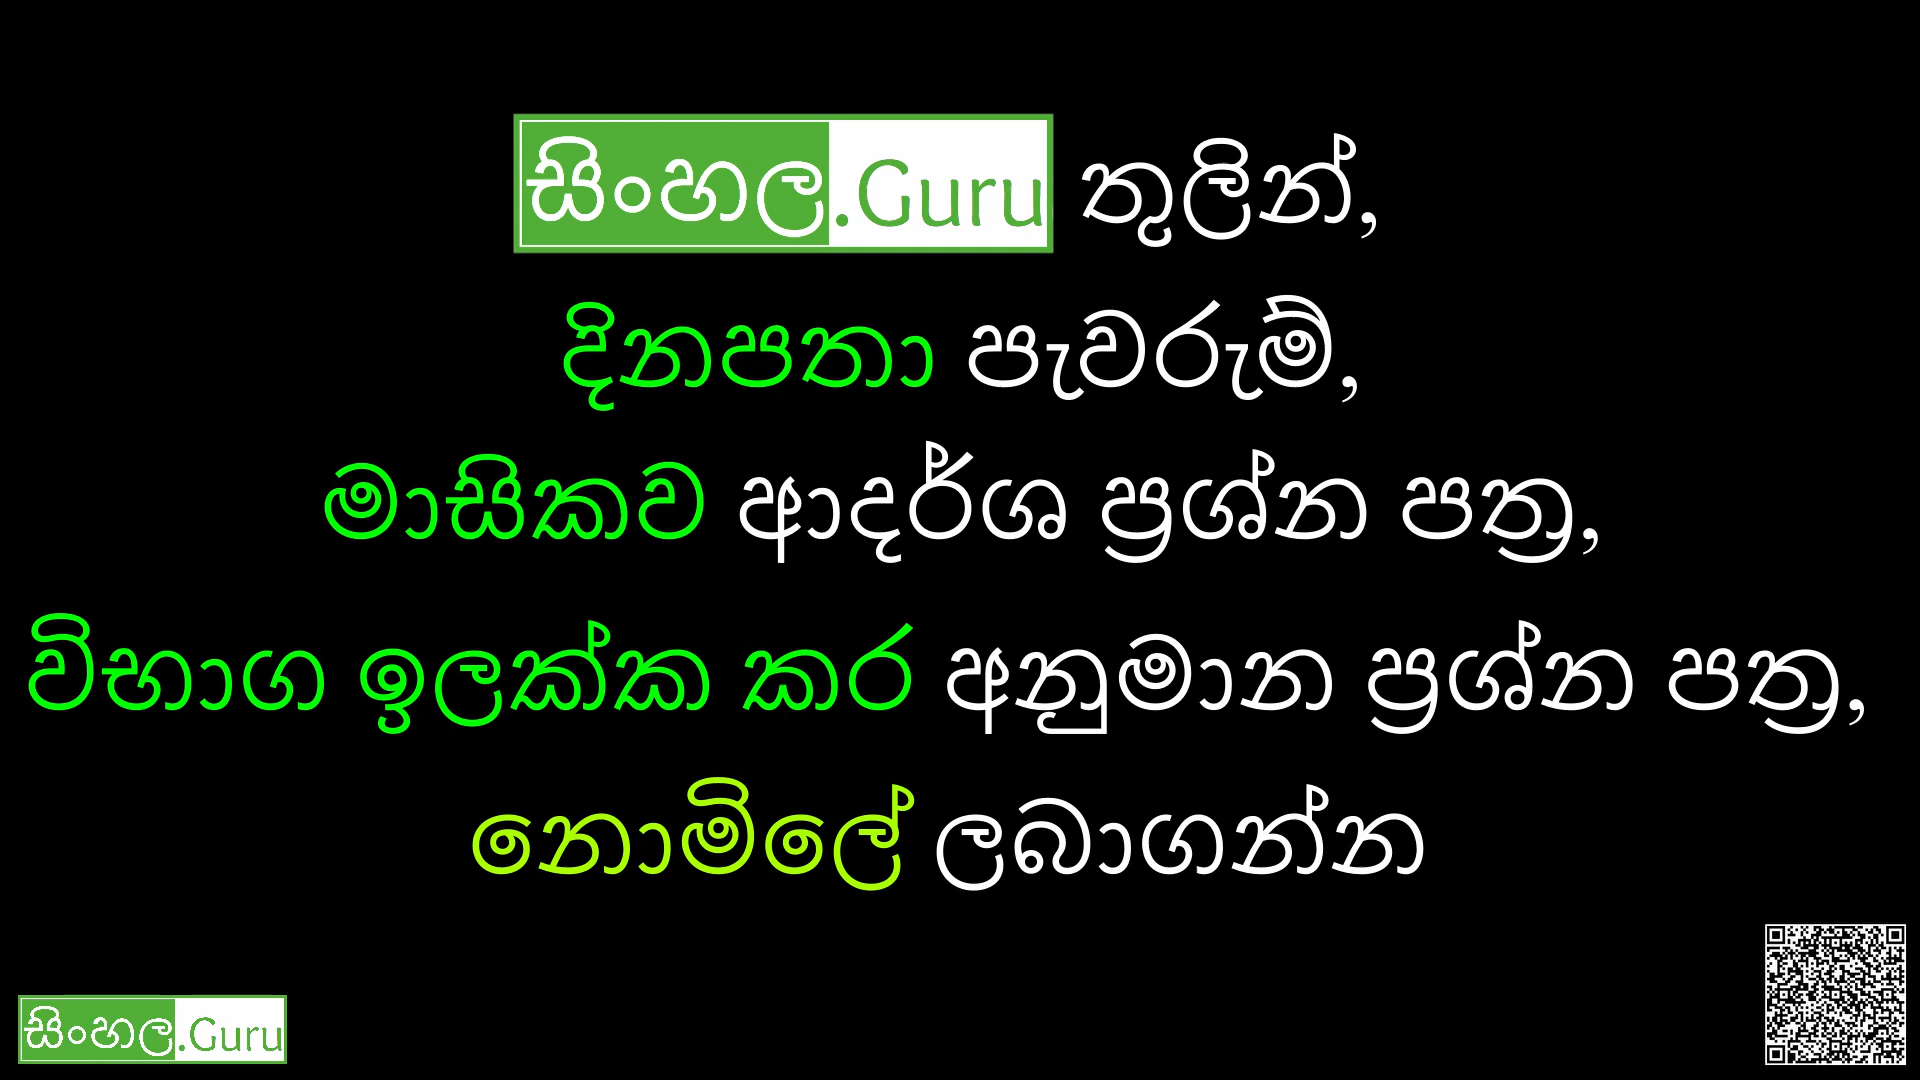 සිංහල.Guru තුලින්,
දිනපතා පැවරුම්,
මාසිකව ආදර්ශ ප්‍රශ්න පත්‍ර,
විභාග ඉලක්ක කර අනුමාන ප්‍රශ්න පත්‍ර,
නොමිලේ ලබාගන්න
සිංහල.Guru